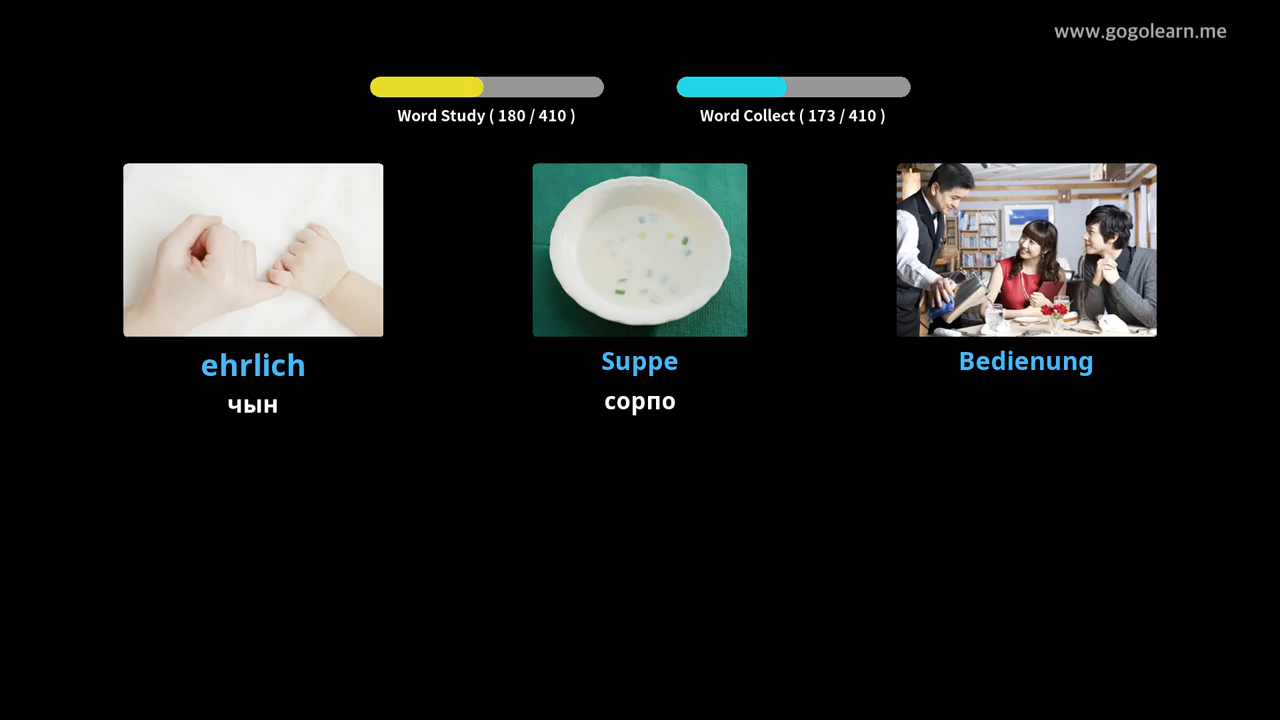 www.gogolearn.me
Word Study ( 180 / 410 )
Word Collect ( 173 / 410 )
ehrlich
чын
Suppe
сорпо
Bedienung